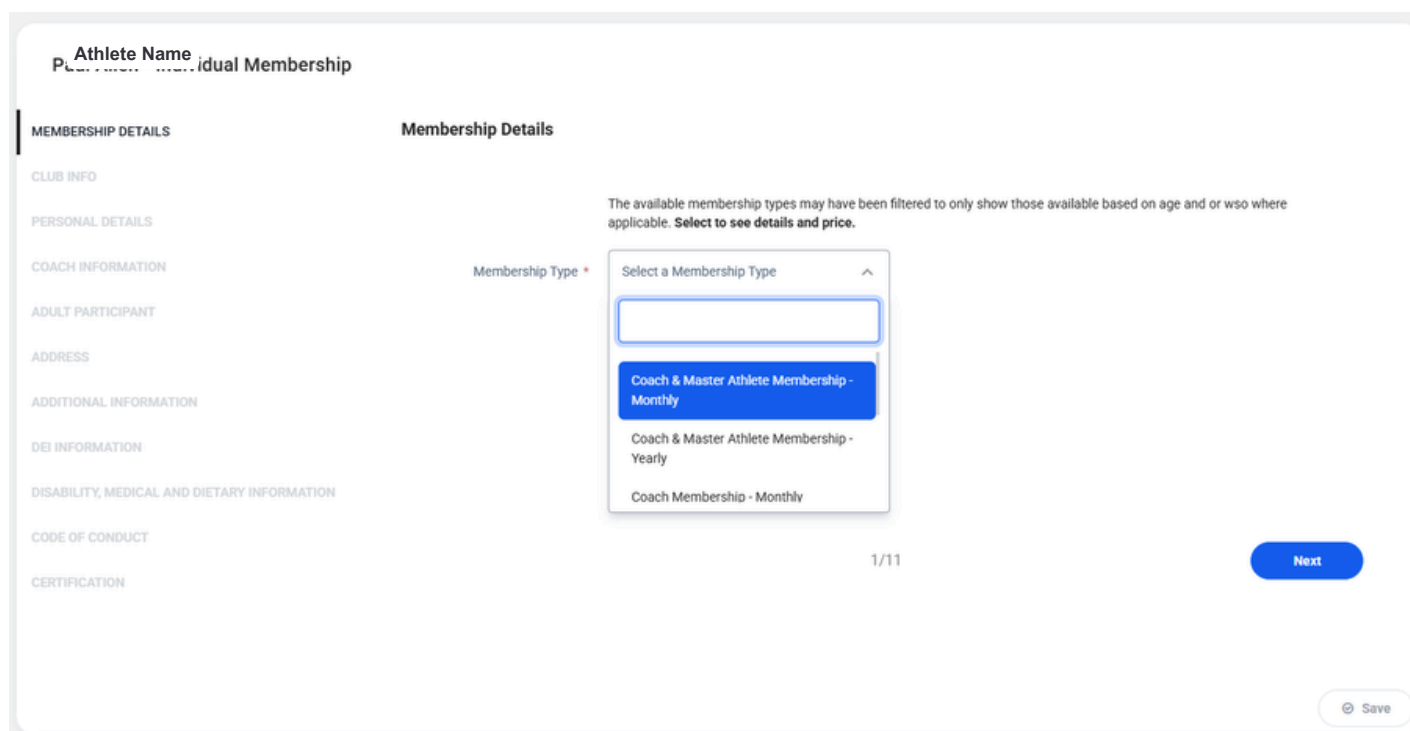 Athlete Name
idual Membership
MEMBERSHIP DETAILS
CLUB INFO
PERSONAL DETAILS
COACH INFORMATION
ADULT PARTICIPANT
ADDRESS
ADDITIONAL INFORMATION
DEI INFORMATION
DISABILITY, MEDICAL AND DIETARY INFORMATION
CODE OF CONDUCT
CERTIFICATION
Membership Details
The available membership types may have been filtered to only show those available based on age and or wso where
applicable. Select to see details and price.
Membership Type *
Select a Membership Type
Coach & Master Athlete Membership -
Monthly
Coach & Master Athlete Membership -
Yearly
Coach Membership - Monthly
1/11
Next
Save